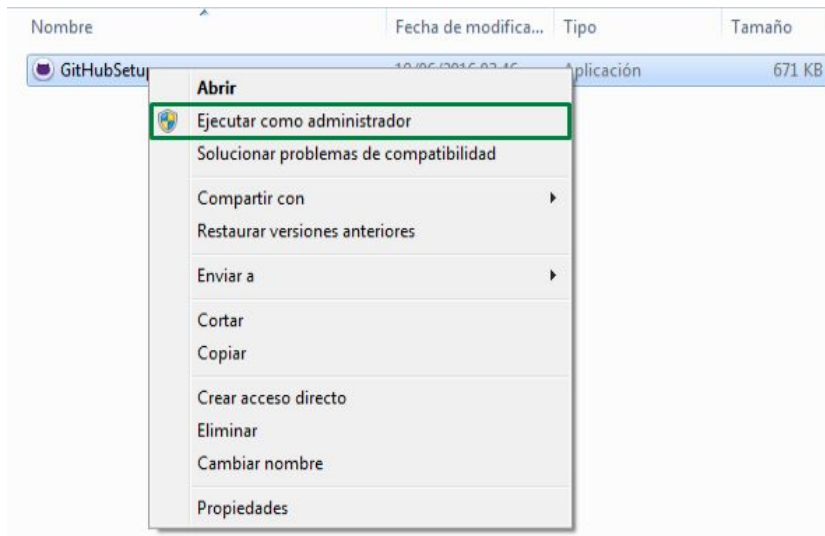 Nombre Fecha de modifica... Tipo Tamaño
GitHubSetup Aplicación 671 KB
Abrir
Ejecutar como administrador
Solucionar problemas de compatibilidad
Compartir con
Restaurar versiones anteriores
Enviar a
Cortar
Copiar
Crear acceso directo
Eliminar
Cambiar nombre
Propiedades